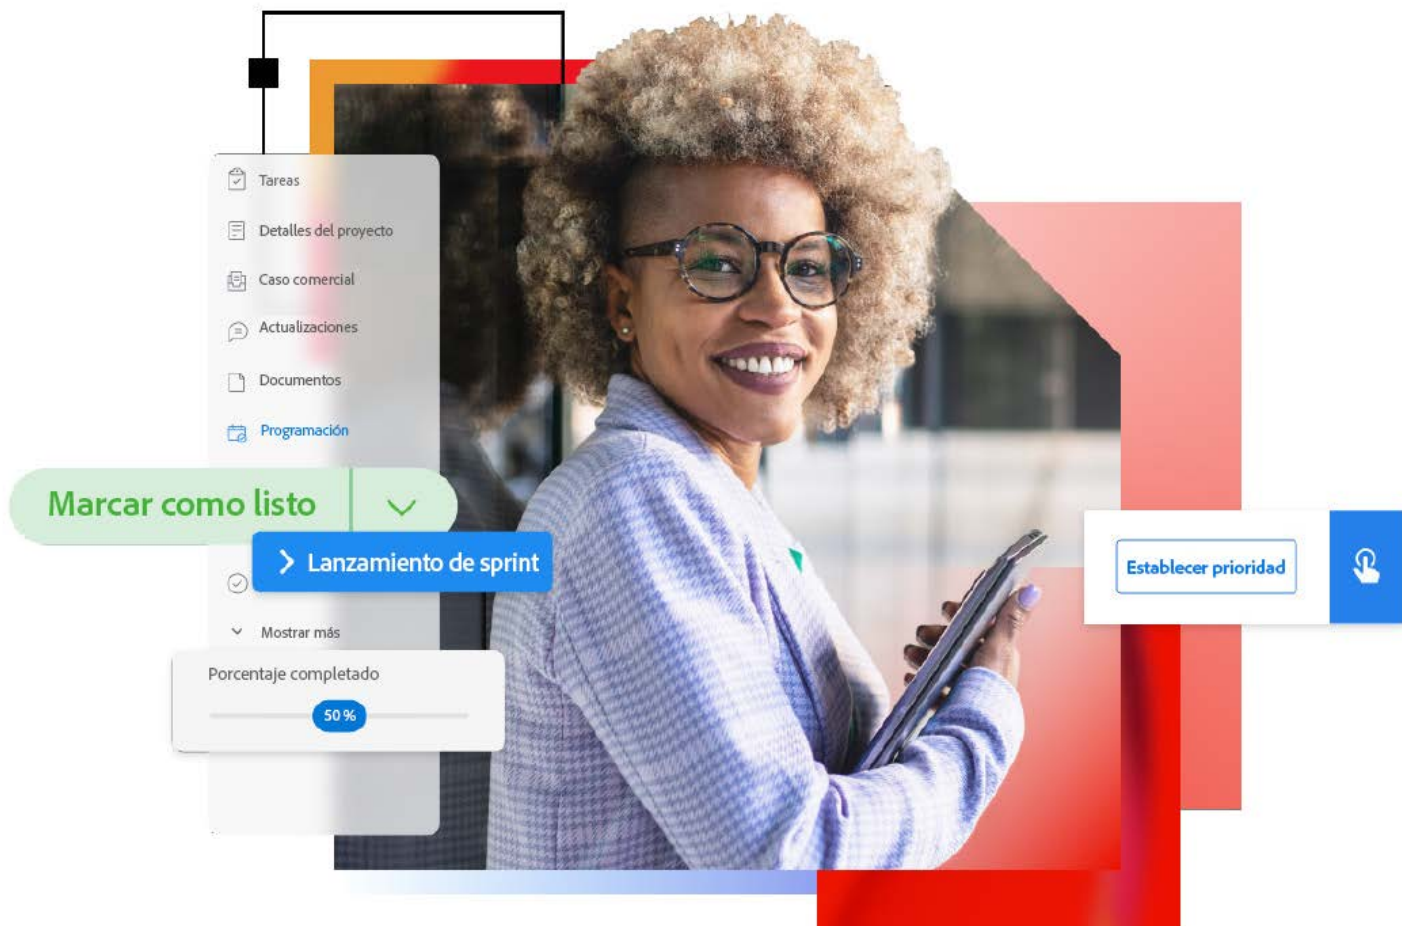 Tareas
Detalles del proyecto
Caso comercial
Actualizaciones
Documentos
Programación
Marcar como listo
Lanzamiento de sprint
Establecer prioridad
Mostrar más
Porcentaje completado
50 %